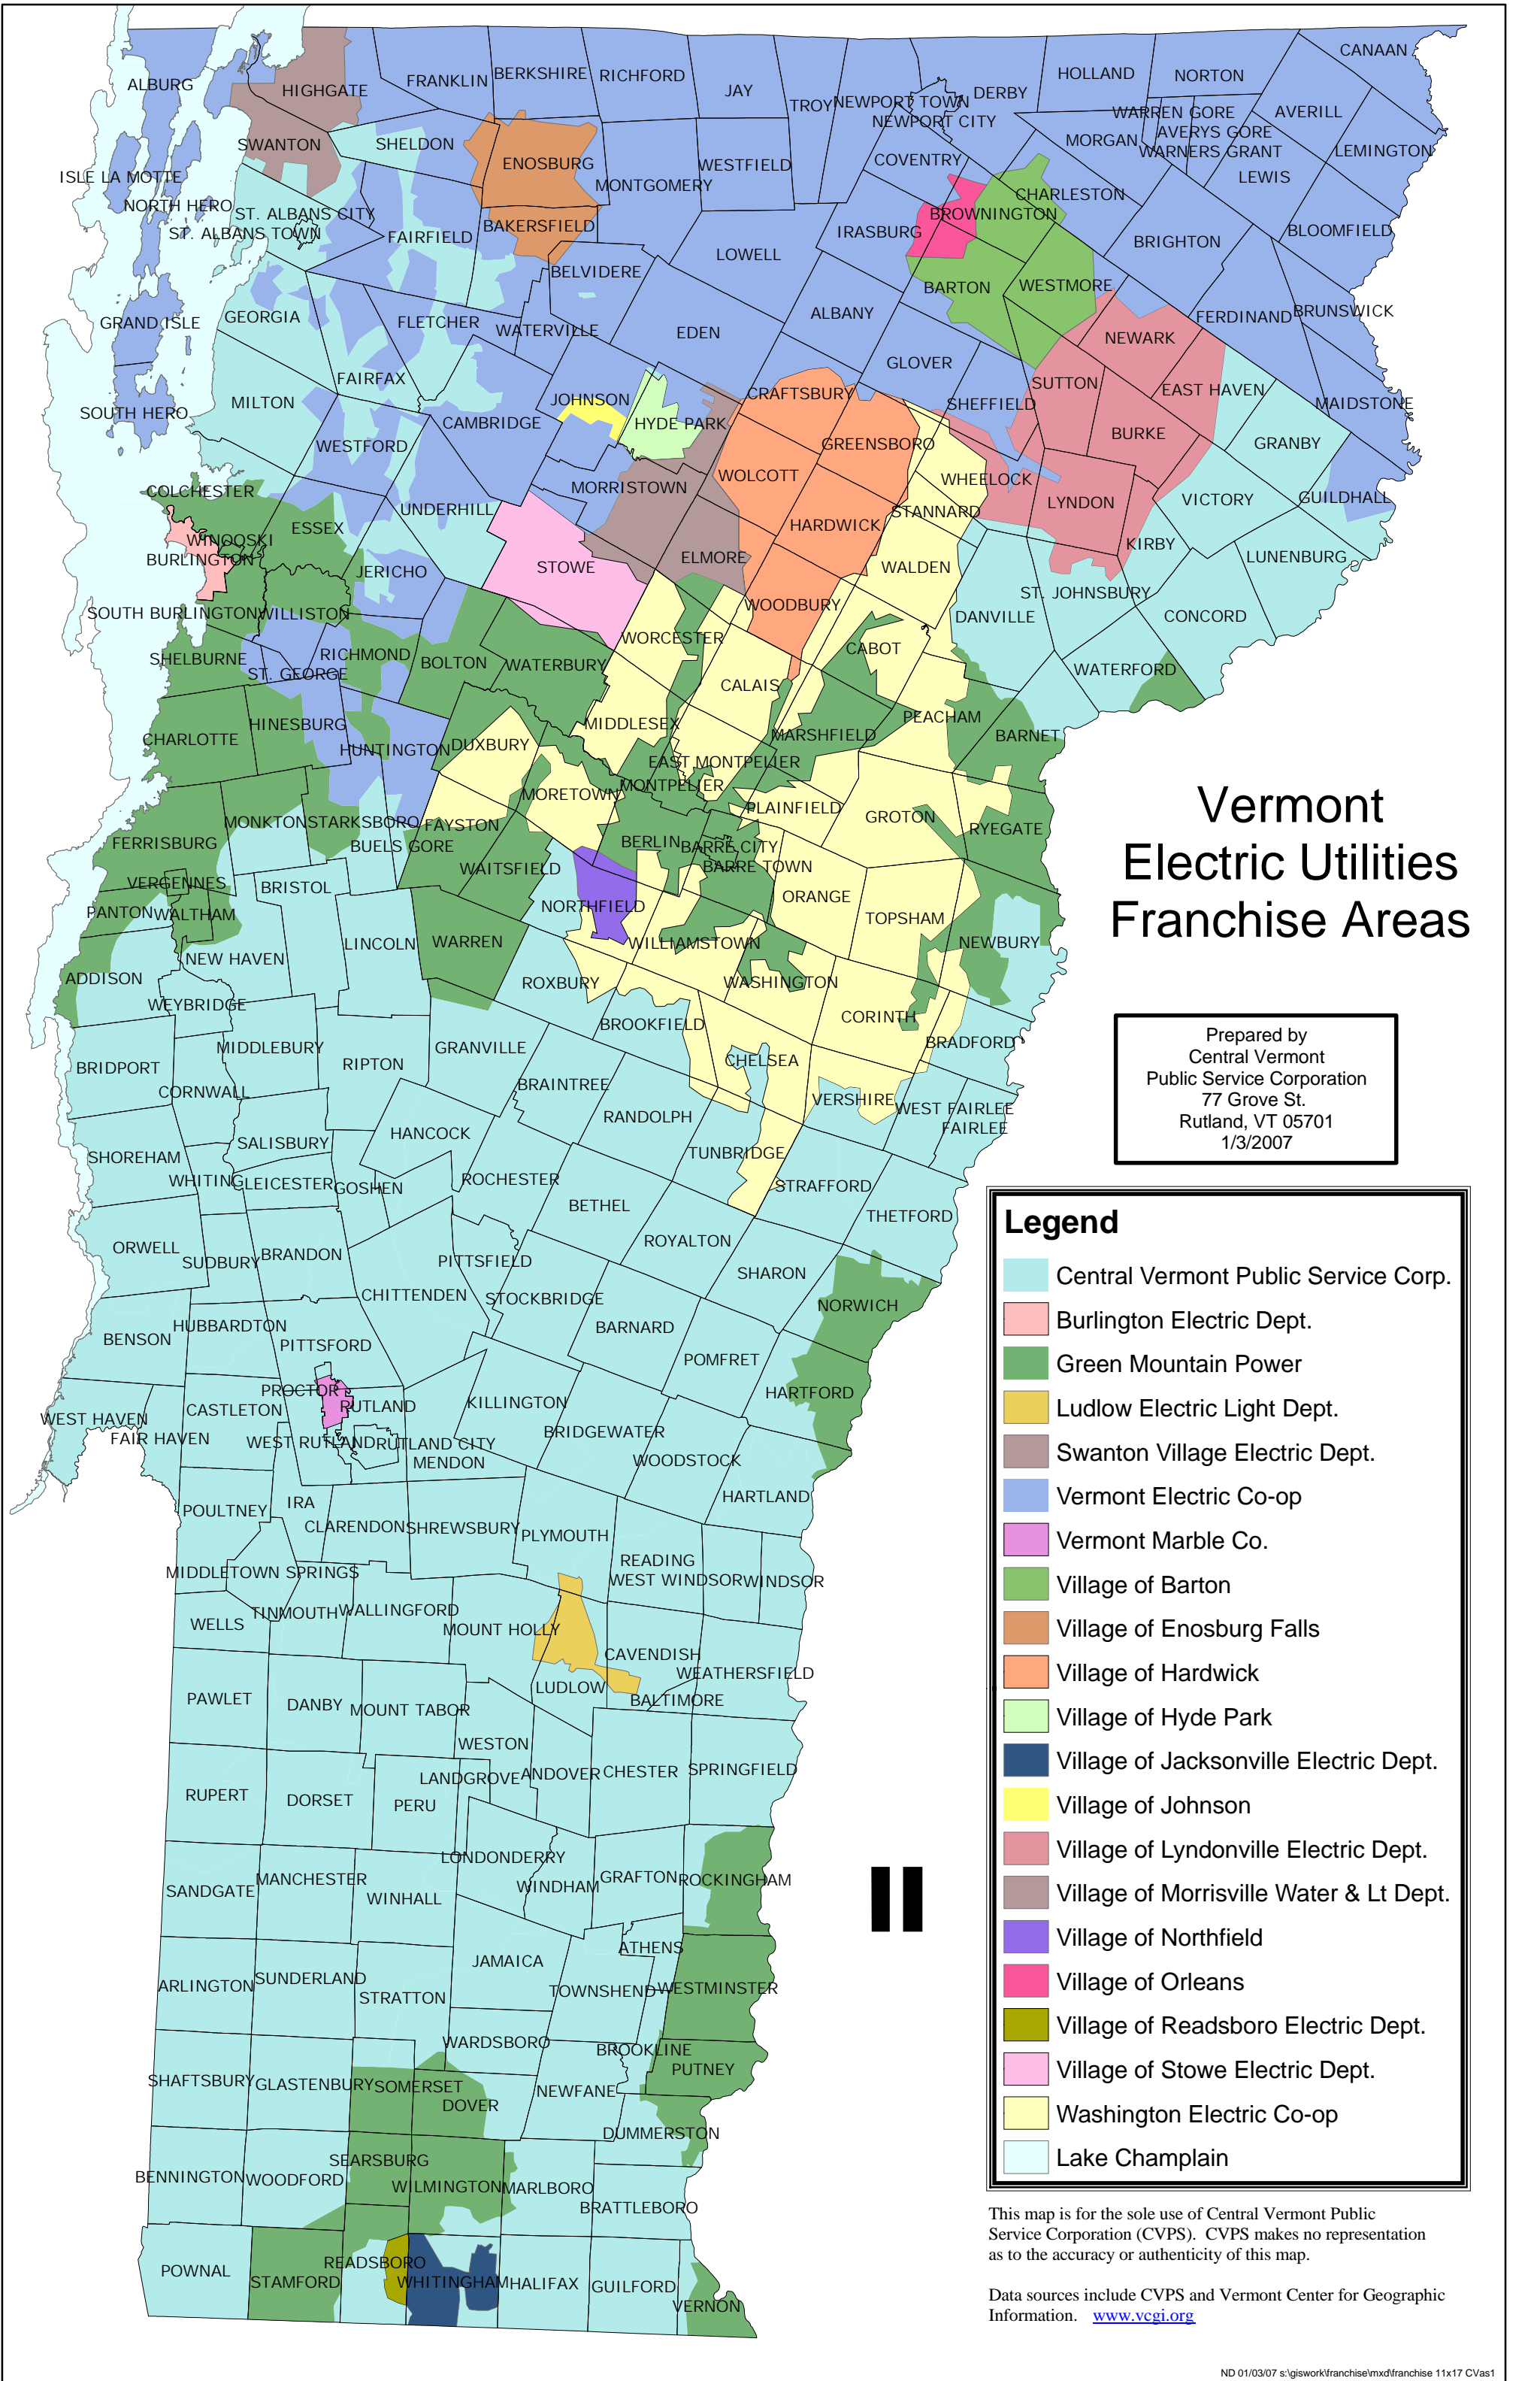 CANAAN
ALBURG
HIGHGATE
FRANKLIN
BERKSHIRE
RICHFORD
JAY
TROY
NEWPORT TOWN
NEWPORT CITY
DERBY
HOLLAND
NORTON
WARREN GORE
AVERYS GORE
WARNERS GRANT
AVERILL
MORGAN
LEMINGTON
LEWIS
SWANTON
SHELDON
ENOSBURG
MONTGOMERY
WESTFIELD
COVENTRY
CHARLESTON
BROWNINGTON
ISLE LA MOTTE
NORTH HERO
ST. ALBANS CITY
ST. ALBANS TOWN
FAIRFIELD
BAKERSFIELD
BELVIDERE
LOWELL
IRASBURG
BRIGHTON
BLOOMFIELD
BARTON
WESTMORE
GRAND ISLE
GEORGIA
FLETCHER
WATERVILLE
EDEN
ALBANY
NEWARK
FERDINAND
BRUNSWICK
GLOVER
SUTTON
EAST HAVEN
FAIRFAX
JOHNSON
CRAFTSBURY
SHEFFIELD
MAIDSTONE
SOUTH HERO
MILTON
CAMBRIDGE
HYDE PARK
GREENSBORO
BURKE
GRANBY
WESTFORD
WOLCOTT
WHEELOCK
COLCHESTER
MORRISTOWN
LYNDON
VICTORY
GUILDHALL
UNDERHILL
STANNARD
ESSEX
HARDWICK
WINOOSKI
BURLINGTON
KIRBY
LUNENBURG
JERICHO
STOWE
ELMORE
WALDEN
ST. JOHNSBURY
SOUTH BURLINGTON
WILLISTON
WOODBURY
DANVILLE
CONCORD
WORCESTER
CABOT
SHELBURNE
RICHMOND
BOLTON
WATERBURY
ST. GEORGE
CALAIS
WATERFORD
HINESBURG
MIDDLESEX
PEACHAM
CHARLOTTE
HUNTINGTON
DUXBURY
MARSHFIELD
BARNET
EAST MONTPELIER
MONTPELIER
MORETOWN
PLAINFIELD
GROTON
RYEGATE
MONKTON
STARKSBORO
FAYSTON
FERRISBURG
BUELS GORE
BERLIN
BARRE CITY
BARRE TOWN
WAITSFIELD
VERGENNES
BRISTOL
ORANGE
PANTON
WALTHAM
NORTHFIELD
TOPSHAM
LINCOLN
WARREN
WILLIAMSTOWN
NEWBURY
NEW HAVEN
ADDISON
ROXBURY
WASHINGTON
WEYBRIDGE
BROOKFIELD
CORINTH
BRADFORD
MIDDLEBURY
GRANVILLE
RIPTON
CHELSEA
BRIDPORT
CORNWALL
BRAINTREE
VERSHIRE
WEST FAIRLEE
FAIRLEE
RANDOLPH
HANCOCK
SALISBURY
TUNBRIDGE
SHOREHAM
WHITING
LEICESTER
GOSHEN
ROCHESTER
STRAFFORD
BETHEL
THETFORD
ORWELL
SUDBURY
BRANDON
PITTSFIELD
ROYALTON
SHARON
CHITTENDEN
STOCKBRIDGE
NORWICH
BENSON
HUBBARDTON
PITTSFORD
BARNARD
POMFRET
PROCTOR
HARTFORD
WEST HAVEN
FAIR HAVEN
CASTLETON
RUTLAND
KILLINGTON
WEST RUTLAND
RUTLAND CITY
MENDON
BRIDGEWATER
WOODSTOCK
HARTLAND
POULTNEY
IRA
CLARENDON
SHREWSBURY
PLYMOUTH
READING
WEST WINDSOR
WINDSOR
MIDDLETOWN SPRINGS
WELLS
TINMOUTH
WALLINGFORD
MOUNT HOLLY
CAVENDISH
WEATHERSFIELD
LUDLOW
BALTIMORE
PAWLET
DANBY
MOUNT TABOR
WESTON
LANDGROVE
ANDOVER
CHESTER
SPRINGFIELD
RUPERT
DORSET
PERU
LONDONDERRY
SANDGATE
MANCHESTER
WINHALL
WINDHAM
GRAFTON
ROCKINGHAM
ATHENS
JAMAICA
ARLINGTON
SUNDERLAND
STRATTON
TOWNSHEND
WESTMINSTER
WARDSBORO
BROOKLINE
PUTNEY
SHAFTSBURY
GLASTENBURY
SOMERSET
DOVER
NEWFANE
DUMMERSTON
SEARSBURG
BENNINGTON
WOODFORD
WILMINGTON
MARLBORO
BRATTLEBORO
POWNAL
STAMFORD
READSBORO
WHITINGHAM
HALIFAX
GUILFORD
VERNON
Vermont
Electric Utilities
Franchise Areas
Prepared by
Central Vermont
Public Service Corporation
77 Grove St.
Rutland, VT 05701
1/3/2007
Legend
Central Vermont Public Service Corp.
Burlington Electric Dept.
Green Mountain Power
Ludlow Electric Light Dept.
Swanton Village Electric Dept.
Vermont Electric Co-op
Vermont Marble Co.
Village of Barton
Village of Enosburg Falls
Village of Hardwick
Village of Hyde Park
Village of Jacksonville Electric Dept.
Village of Johnson
Village of Lyndonville Electric Dept.
Village of Morrisville Water & Lt Dept.
Village of Northfield
Village of Orleans
Village of Readsboro Electric Dept.
Village of Stowe Electric Dept.
Washington Electric Co-op
Lake Champlain
This map is for the sole use of Central Vermont Public
Service Corporation (CVPS). CVPS makes no representation
as to the accuracy or authenticity of this map.
Data sources include CVPS and Vermont Center for Geographic
Information. www.vcgi.org
ND 01/03/07 s:\giswork\franchise\mxd\franchise 11x17 CVas1